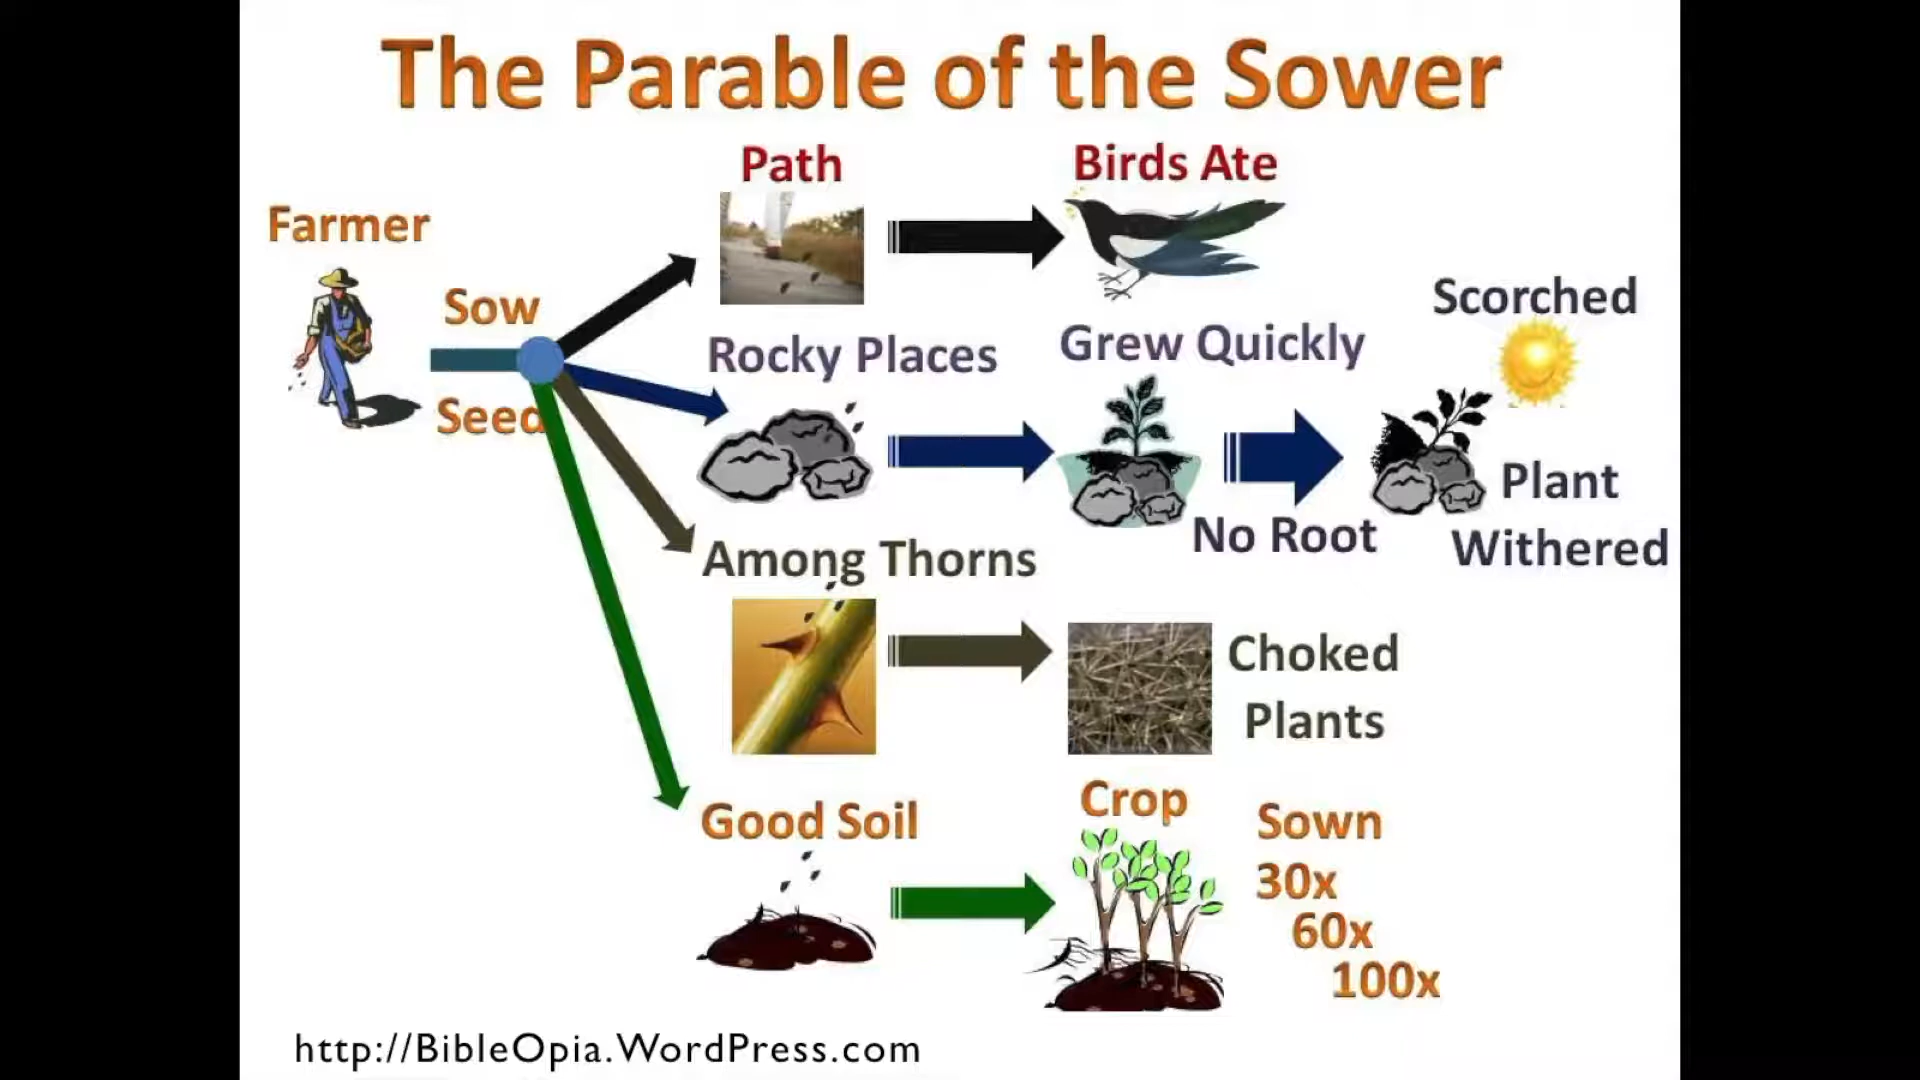 The Parable of the Sower
Farmer
Sow
Seed
Path
Birds Ate
Rocky Places
Grew Quickly
No Root
Scorched
Plant
Withered
Among Thorns
Choked
Plants
Good Soil
Crop
Sown
30x
60x
100x
http://BibleOpia.WordPress.com